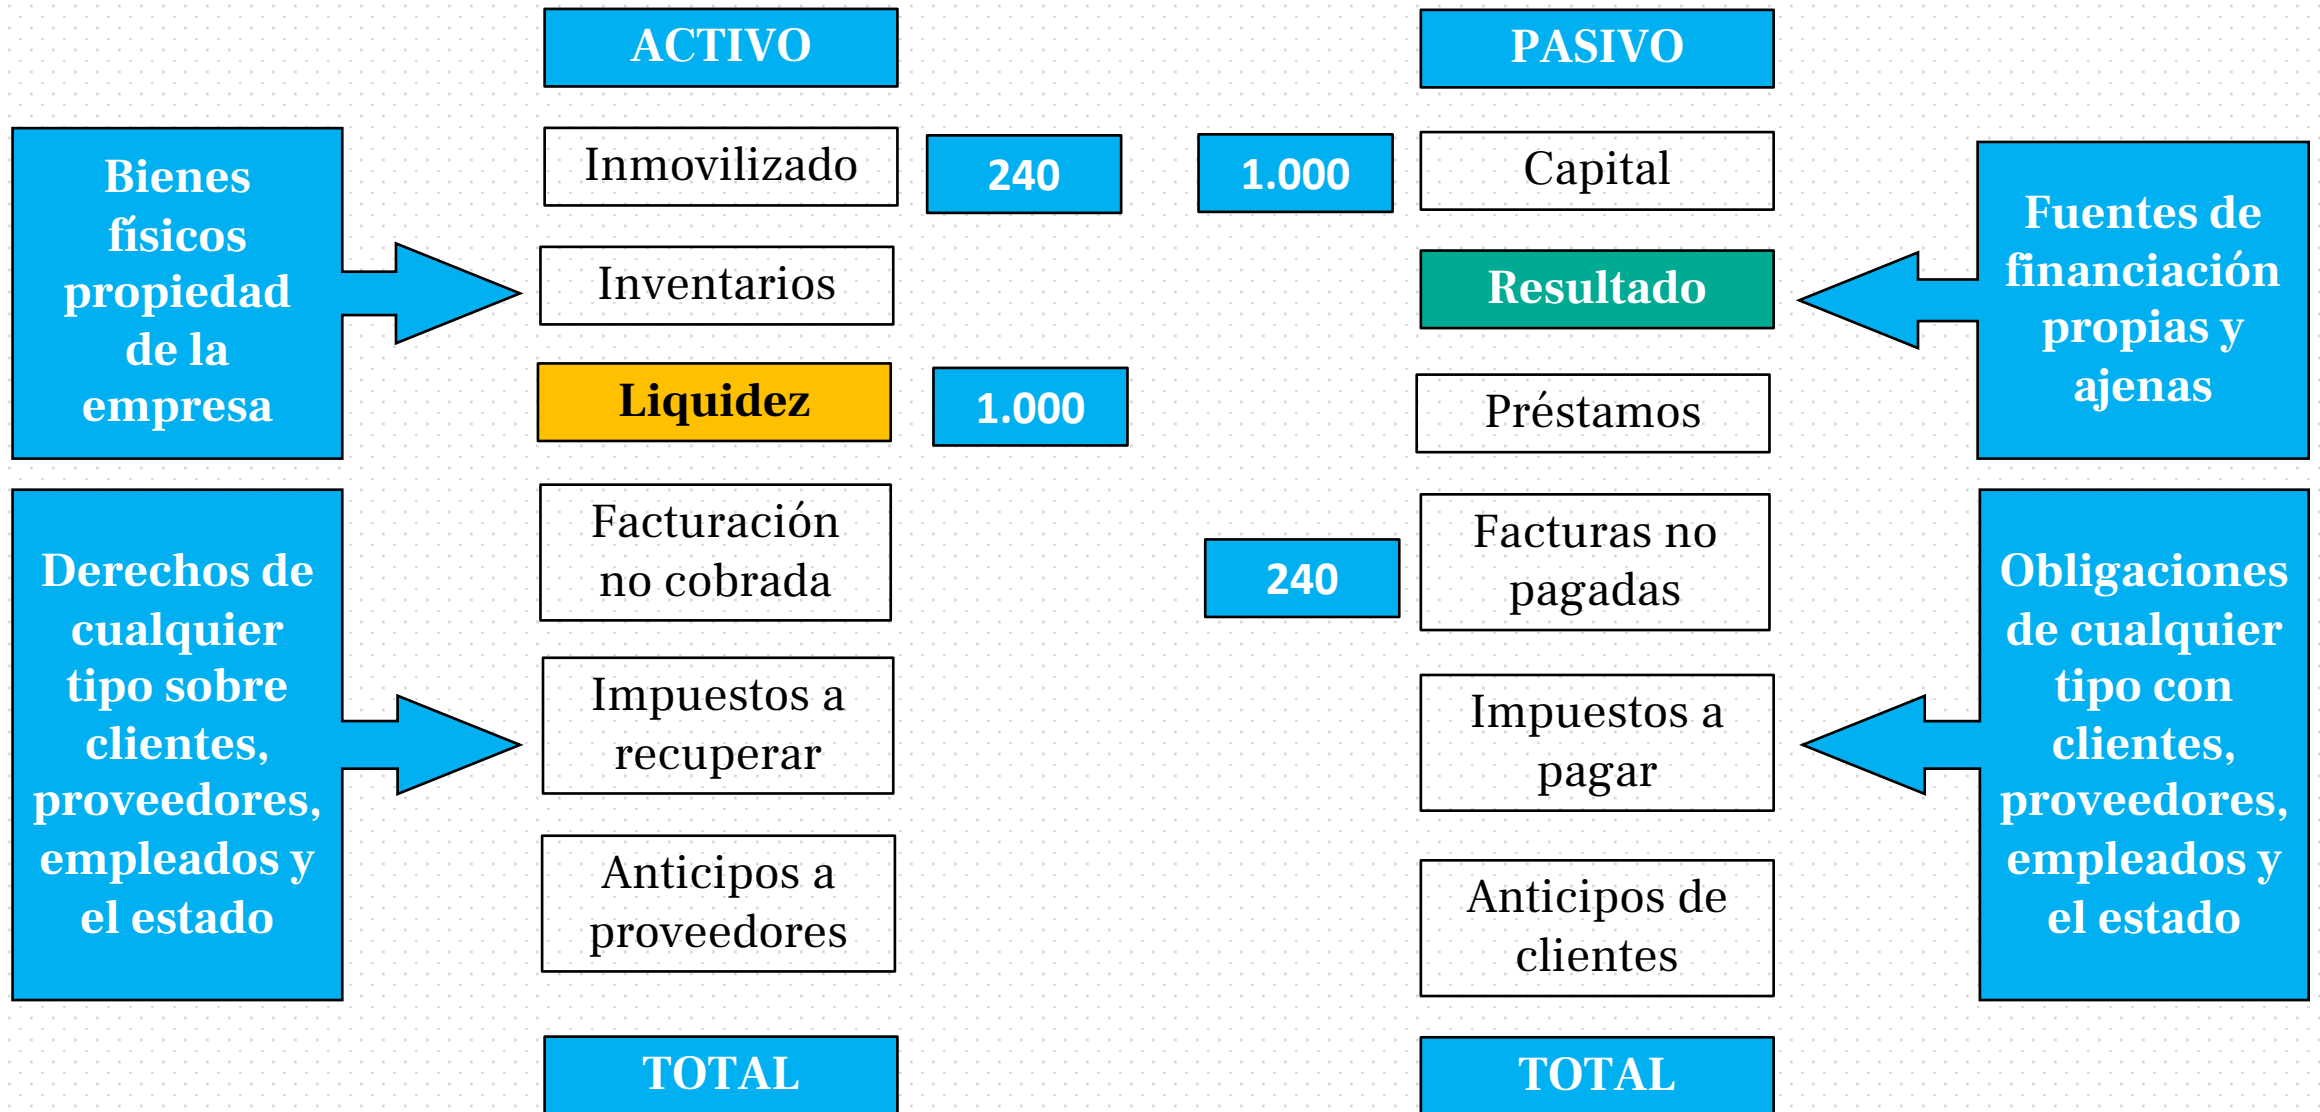 ACTIVO
PASIVO
Bienes
físicos
propiedad
de la
empresa
Inmovilizado
240
1.000
Capital
Fuentes de
financiación
propias y
ajenas
Inventarios
Resultado
Liquidez
1.000
Préstamos
Derechos de
cualquier
tipo sobre
clientes,
proveedores,
empleados y
el estado
Facturación
no cobrada
240
Facturas no
pagadas
Obligaciones
de cualquier
tipo con
clientes,
proveedores,
empleados y
el estado
Impuestos a
recuperar
Impuestos a
pagar
Anticipos a
proveedores
Anticipos de
clientes
TOTAL
TOTAL